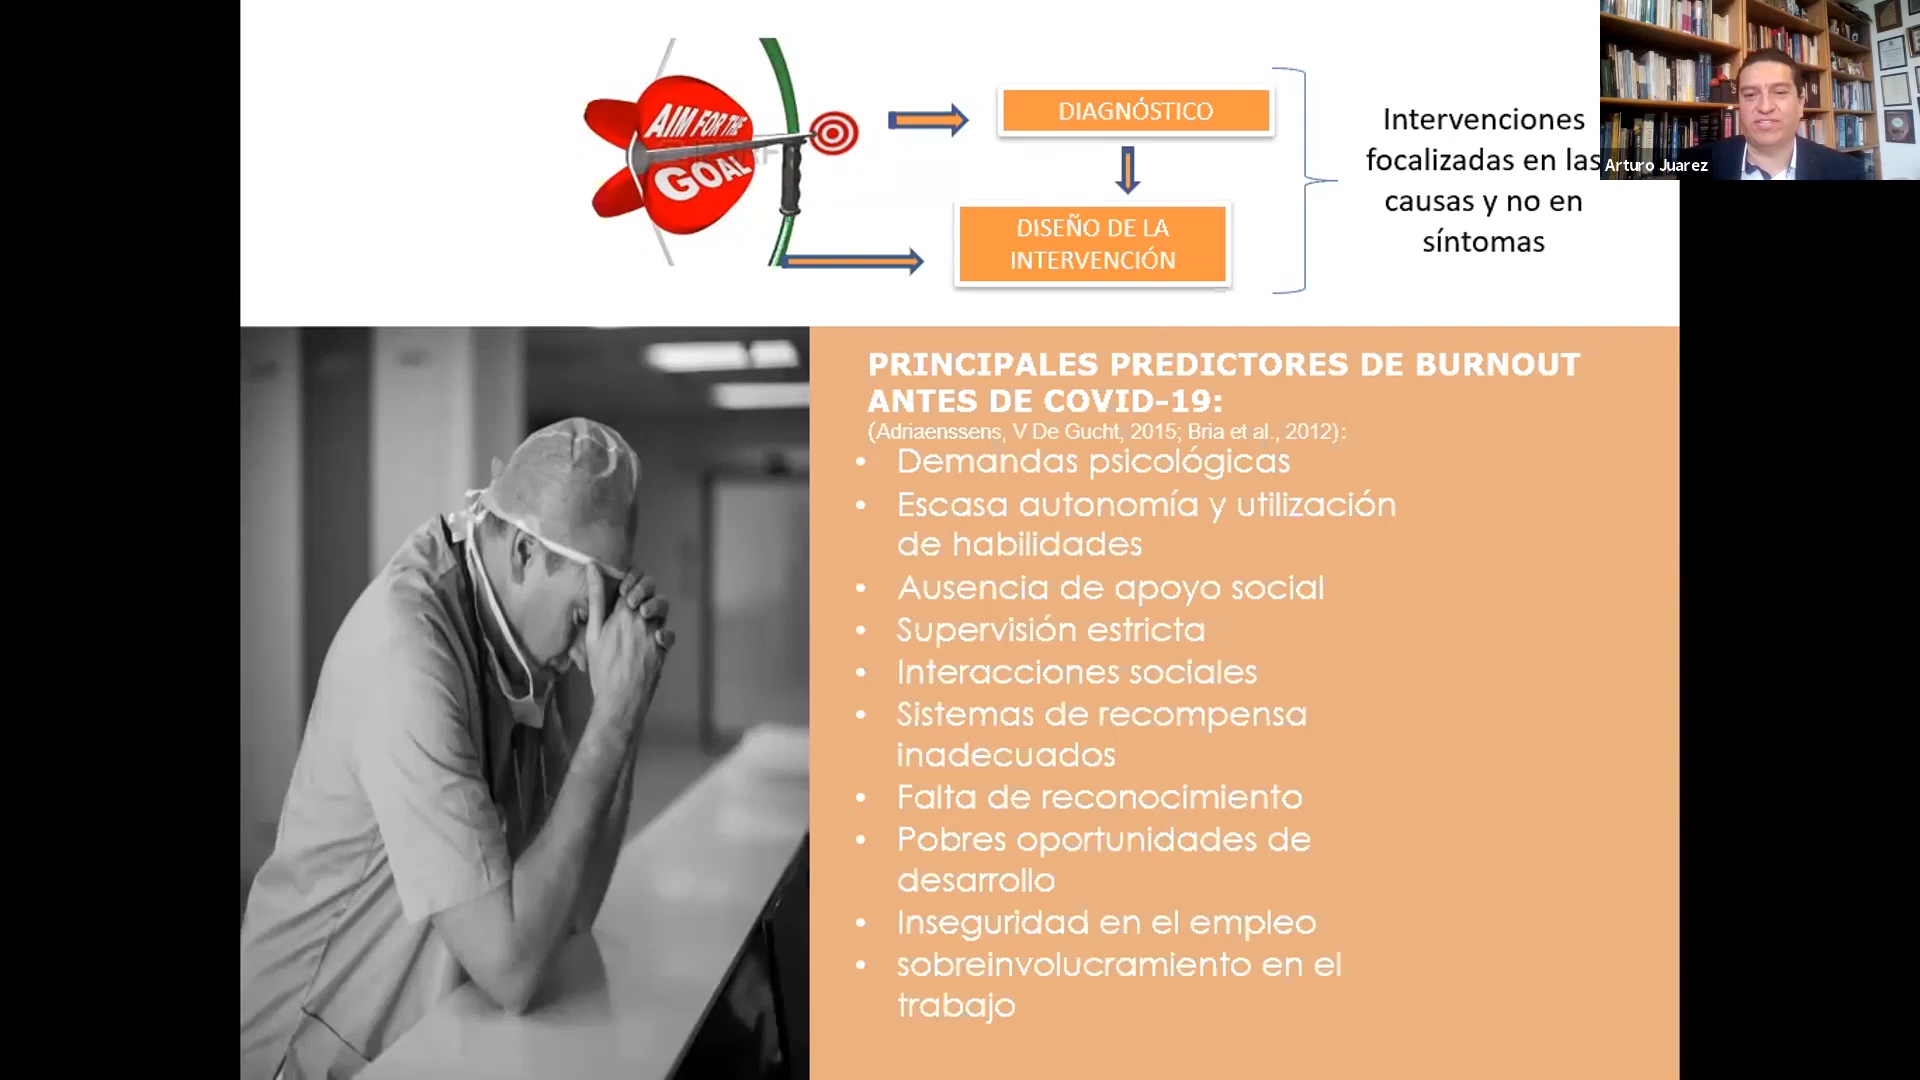 AIM FOR THE
GOAL
DIAGNÓSTICO
DISEÑO DE LA
INTERVENCIÓN
Intervenciones
focalizadas en las
causas y no en
síntomas
Arturo Juarez
PRINCIPALES PREDICTORES DE BURNOUT
ANTES DE COVID-19:
(Adriaenssens, V De Gucht, 2015; Bria et al., 2012):
• Demandas psicológicas
• Escasa autonomía y utilización
de habilidades
• Ausencia de apoyo social
• Supervisión estricta
• Interacciones sociales
• Sistemas de recompensa
inadecuados
• Falta de reconocimiento
• Pobres oportunidades de
desarrollo
• Inseguridad en el empleo
• sobreinvolucramiento en el
trabajo